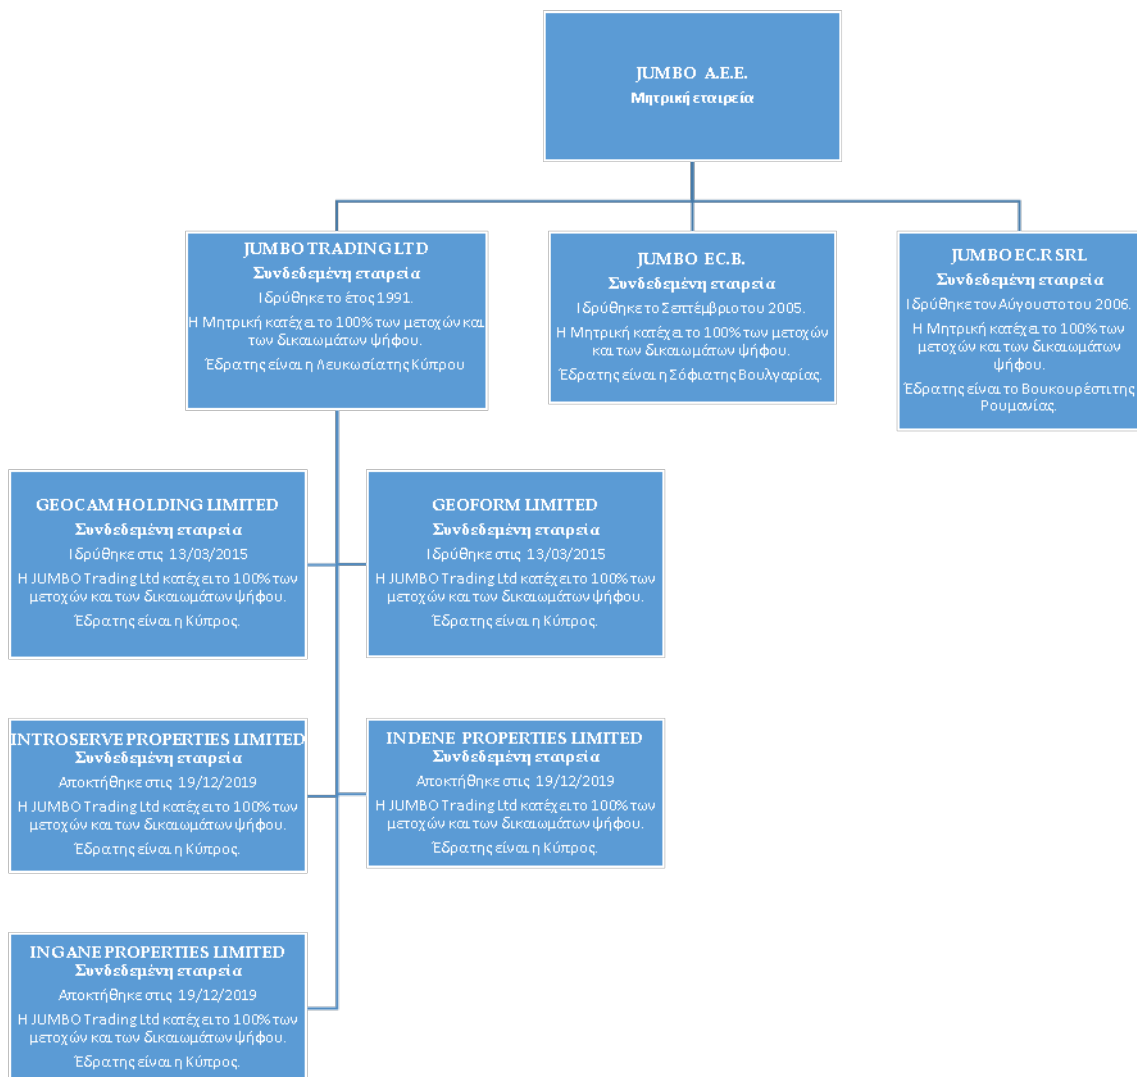 JUMBO A.E.E.
Μητρική εταιρεία
JUMBO TRADING LTD
Συνδεδεμένη εταιρεία
Ιδρύθηκε το έτος 1991.
Η Μητρική κατέχει το 100% των μετοχών και
των δικαιωμάτων ψήφου.
Έδρα της είναι η Λευκωσία της Κύπρου
JUMBO EC.B.
Συνδεδεμένη εταιρεία
Ιδρύθηκε το Σεπτέμβριο του 2005.
Η Μητρική κατέχει το 100% των μετοχών
και των δικαιωμάτων ψήφου.
Έδρα της είναι η Σόφια της Βουλγαρίας.
JUMBO EC.R SRL
Συνδεδεμένη εταιρεία
Ιδρύθηκε τον Αύγουστο του 2006.
Η Μητρική κατέχει το 100% των
μετοχών και των δικαιωμάτων
ψήφου.
Έδρα της είναι το Βουκουρέστι της
Ρουμανίας.
GEOCAM HOLDING LIMITED
Συνδεδεμένη εταιρεία
Ιδρύθηκε στις 13/03/2015
Η JUMBO Trading Ltd κατέχει το 100% των
μετοχών και των δικαιωμάτων ψήφου.
Έδρα της είναι η Κύπρος.
GEOFORM LIMITED
Συνδεδεμένη εταιρεία
Ιδρύθηκε στις 13/03/2015
Η JUMBO Trading Ltd κατέχει το 100% των
μετοχών και των δικαιωμάτων ψήφου.
Έδρα της είναι η Κύπρος.
INTROSERVE PROPERTIES LIMITED
Συνδεδεμένη εταιρεία
Αποκτήθηκε στις 19/12/2019
Η JUMBO Trading Ltd κατέχει το 100% των
μετοχών και των δικαιωμάτων ψήφου.
Έδρα της είναι η Κύπρος.
INDENE PROPERTIES LIMITED
Συνδεδεμένη εταιρεία
Αποκτήθηκε στις 19/12/2019
Η JUMBO Trading Ltd κατέχει το 100% των
μετοχών και των δικαιωμάτων ψήφου.
Έδρα της είναι η Κύπρος.
INGANE PROPERTIES LIMITED
Συνδεδεμένη εταιρεία
Αποκτήθηκε στις 19/12/2019
Η JUMBO Trading Ltd κατέχει το 100% των
μετοχών και των δικαιωμάτων ψήφου.
Έδρα της είναι η Κύπρος.